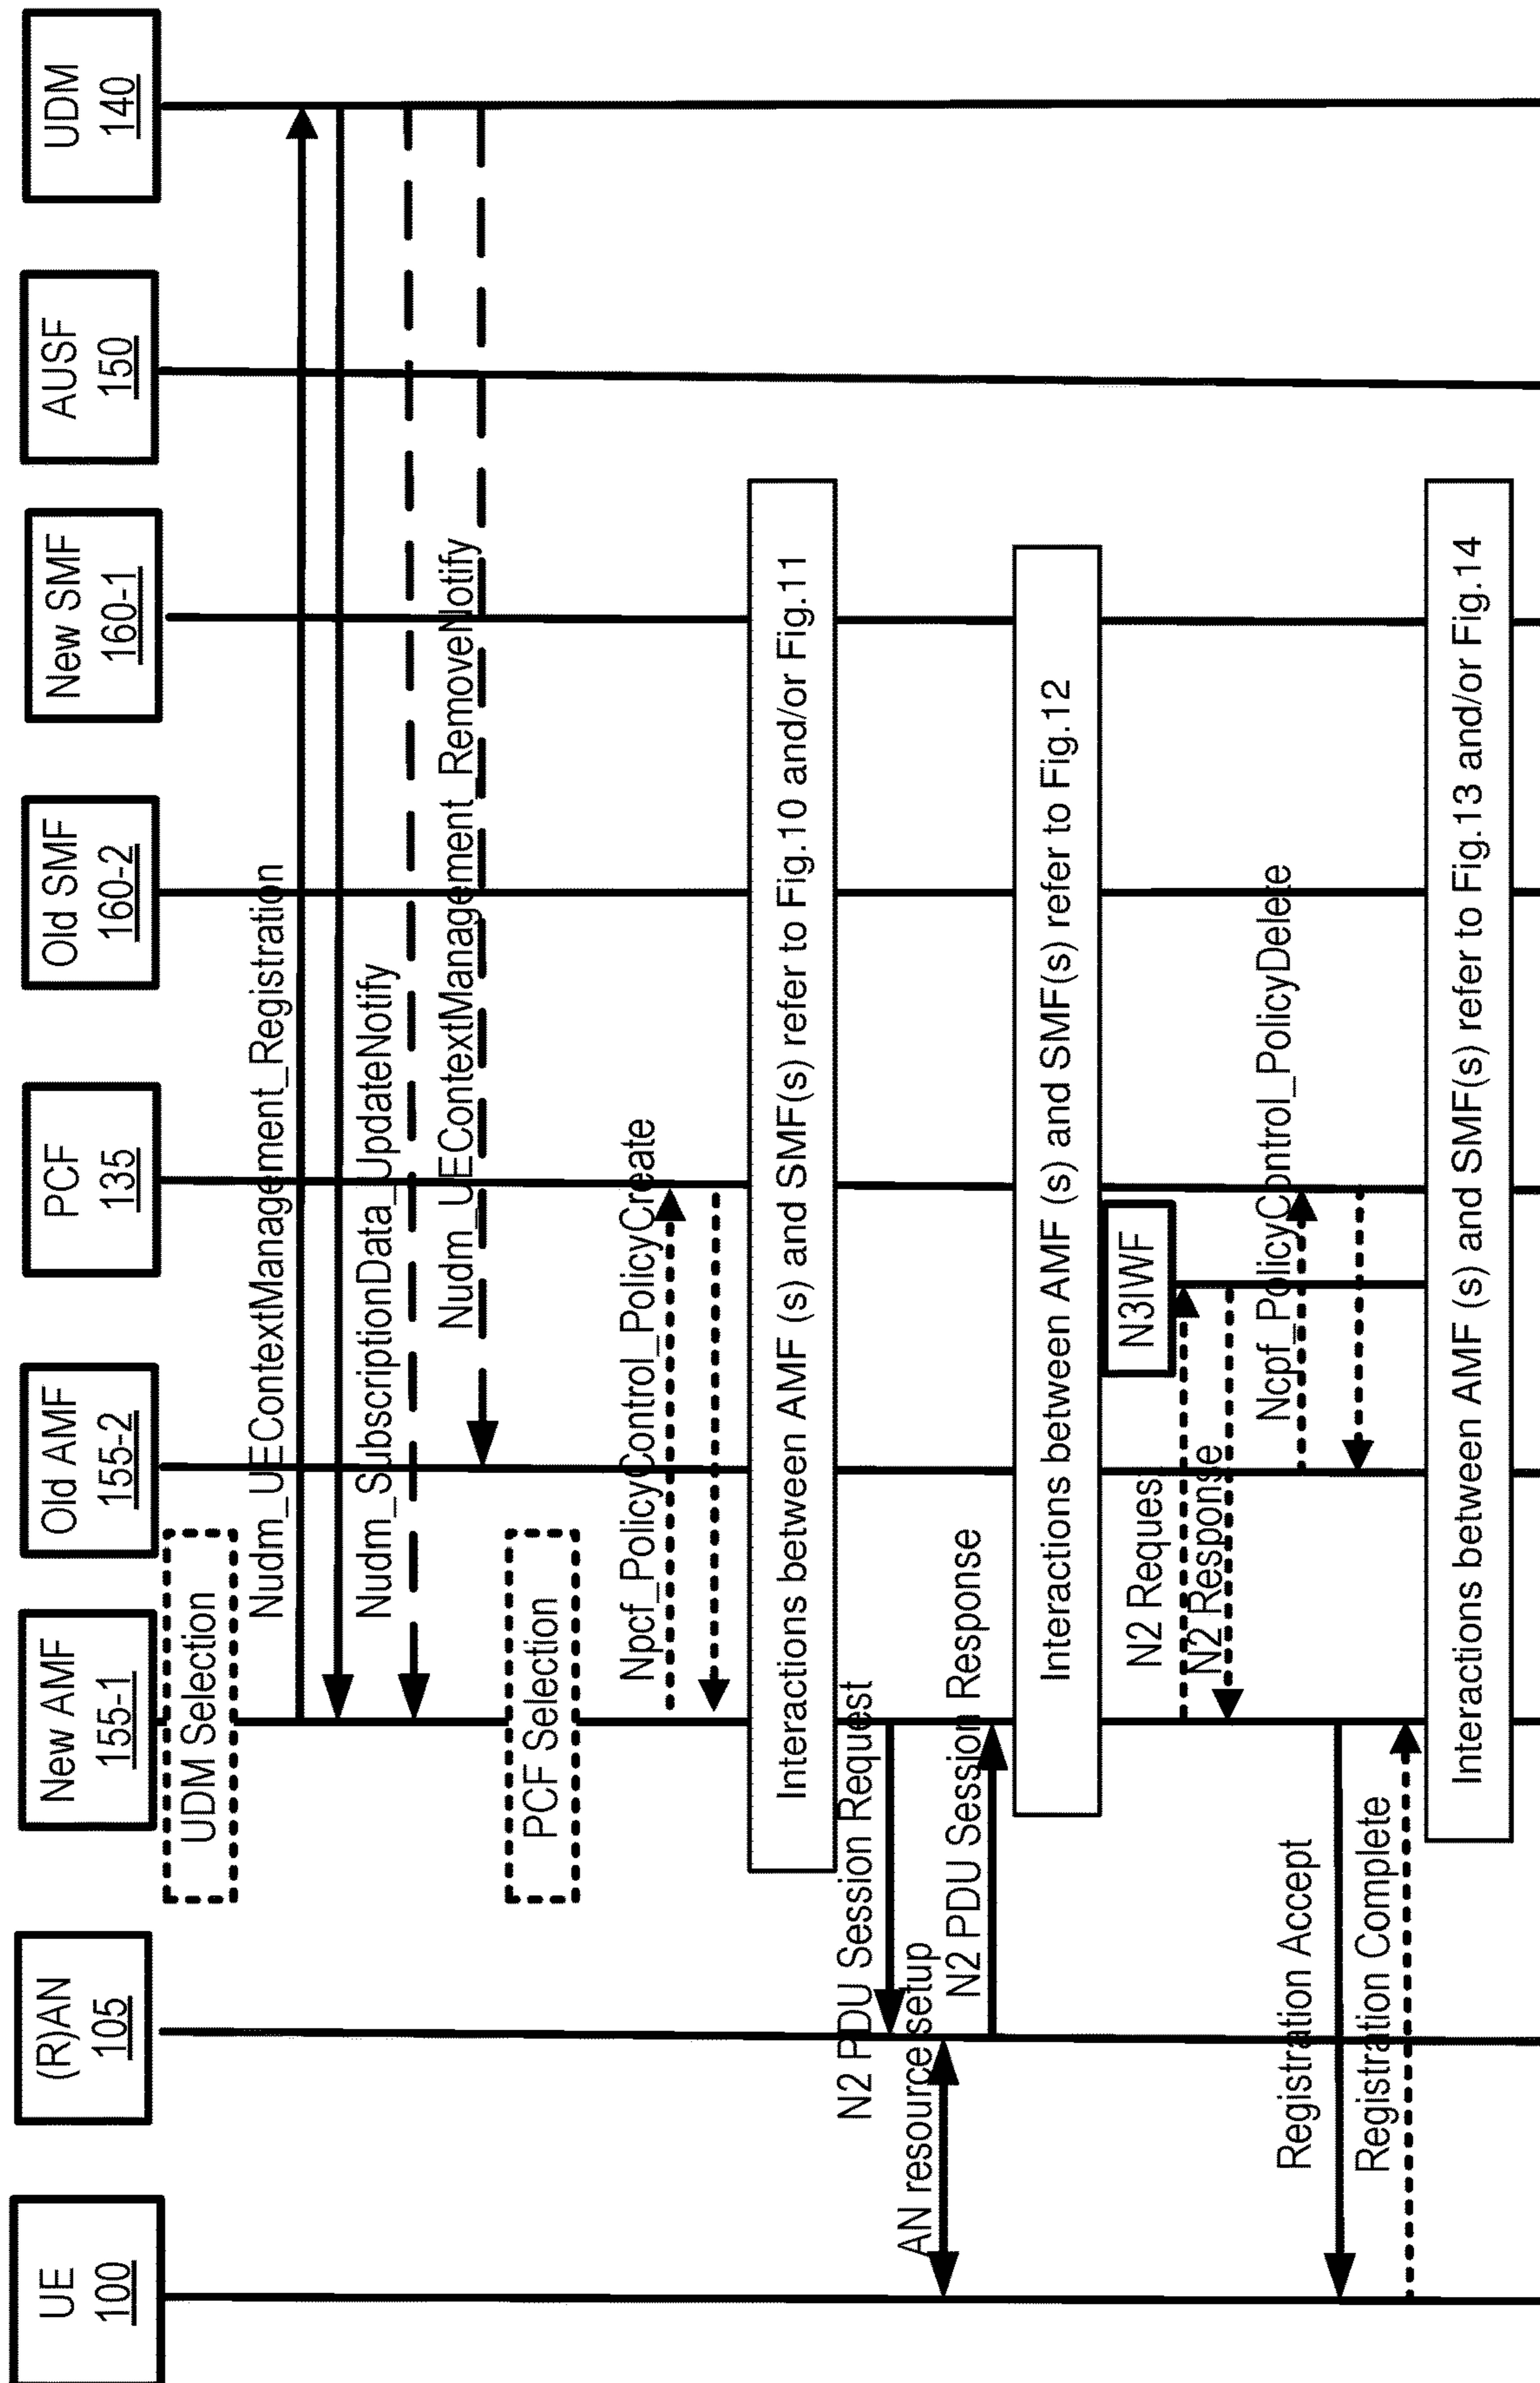 UE
100
(R)AN
105
New AMF
155-1
Old AMF
155-2
PCF
135
Old SMF
160-2
New SMF
160-1
AUSF
150
UDM
140
UDM Selection
Nudm_UEContextManagement_Registration
Nudm_SubscriptionData_UpdateNotify
Nudm_UEContextManagement_RemoveNotify
PCF Selection
Npcf_PolicyControl_PolicyCreate
Interactions between AMF (s) and SMF(s) refer to Fig.10 and/or Fig.11
N2 PDU Session Request
AN resource setup
N2 PDU Session Response
Interactions between AMF (s) and SMF(s) refer to Fig.12
N3IWF
N2 Request
N2 Response
Ncpf_PolicyControl_PolicyDelete
Registration Accept
Registration Complete
Interactions between AMF (s) and SMF(s) refer to Fig.13 and/or Fig.14